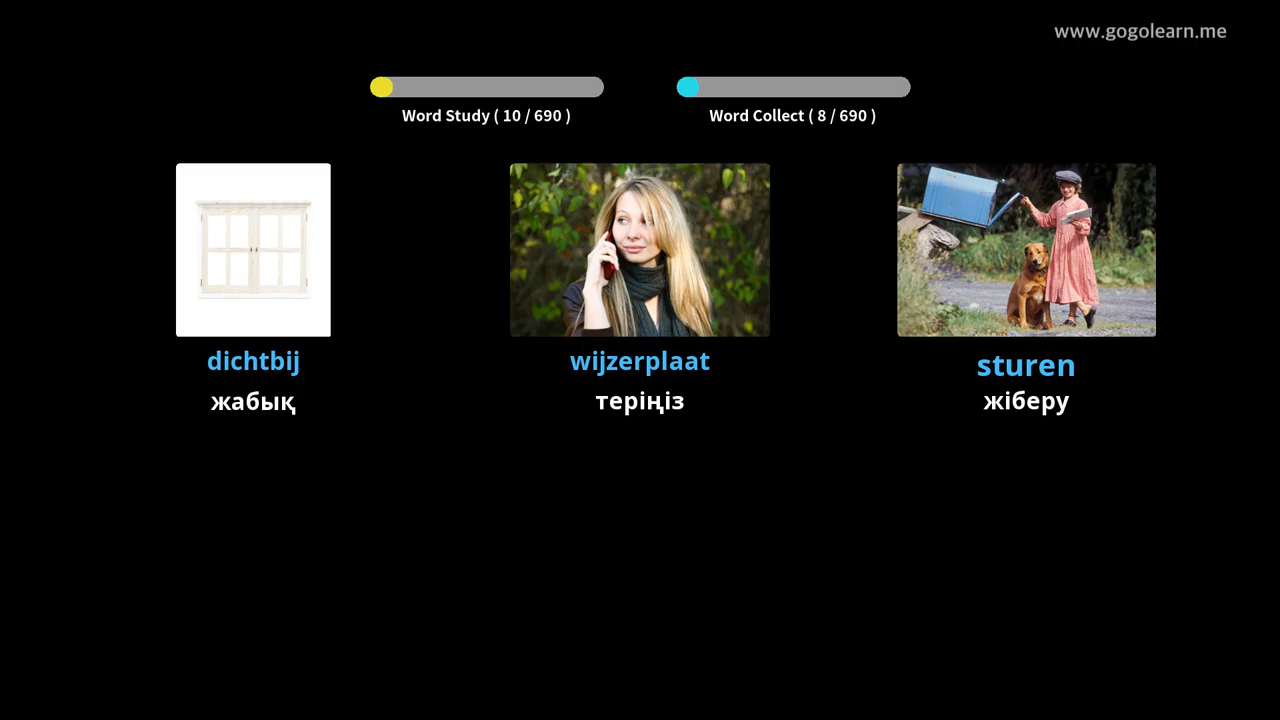 www.gogolearn.me
Word Study ( 10 / 690 )
Word Collect ( 8 / 690 )
dichtbij
wijzerplaat
sturen
жабық
теріңіз
жіберу